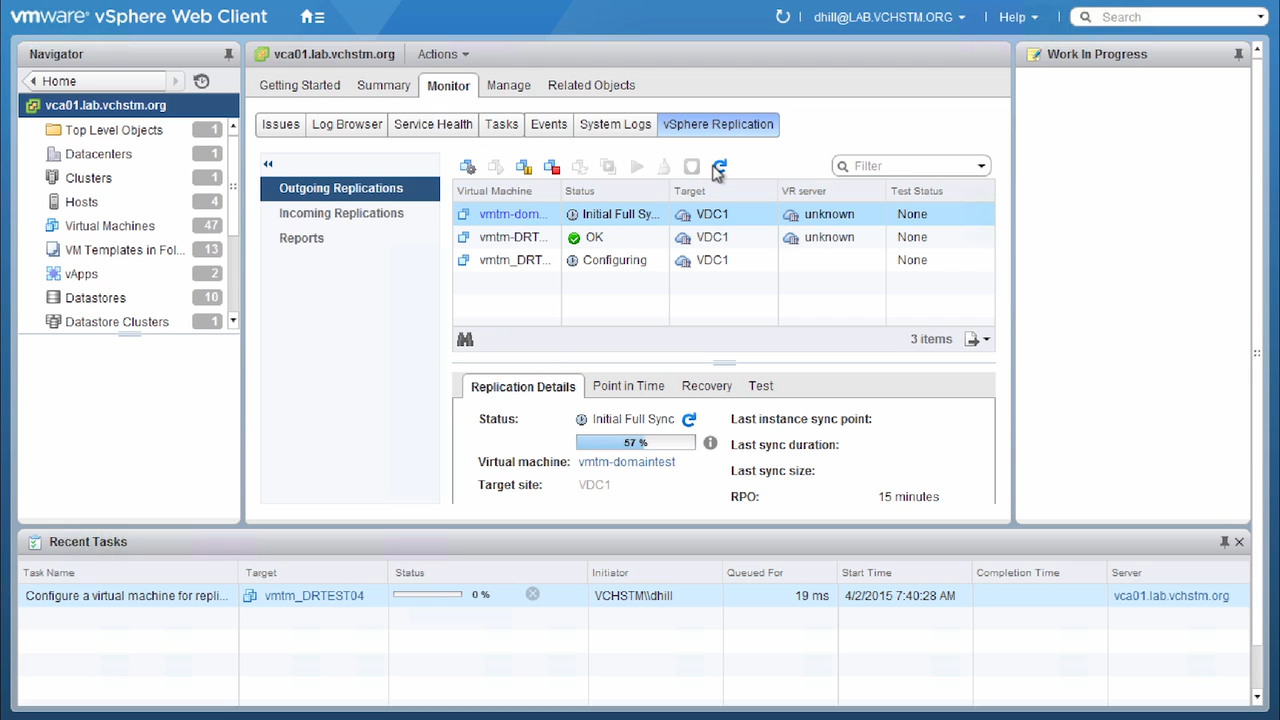 vmware® vSphere Web Client
dhill@LAB.VCHSTM.ORG
Help
Search
Navigator
Home
vca01.lab.vchstm.org
Top Level Objects 1
Datacenters 1
Clusters 1
Hosts 4
Virtual Machines 47
VM Templates in Fol... 13
vApps 2
Datastores 10
Datastore Clusters 1
vca01.lab.vchstm.org Actions
Getting Started Summary Monitor Manage Related Objects
Issues Log Browser Service Health Tasks Events System Logs vSphere Replication
Outgoing Replications
Incoming Replications
Reports
Filter
Virtual Machine Status Target VR server Test Status
vmtm-dom... Initial Full Sy... VDC1 unknown None
vmtm-DRT... OK VDC1 unknown None
vmtm_DRT... Configuring VDC1 None
3 items
Replication Details Point in Time Recovery Test
Status: Initial Full Sync
57 %
Virtual machine: vmtm-domaintest
Target site: VDC1
Last instance sync point:
Last sync duration:
Last sync size:
RPO: 15 minutes
Work In Progress
Recent Tasks
Task Name Target Status Initiator Queued For Start Time Completion Time Server
Configure a virtual machine for repli... vmtm_DRTEST04 0 % VCHSTM\\dhill 19 ms 4/2/2015 7:40:28 AM vca01.lab.vchstm.org